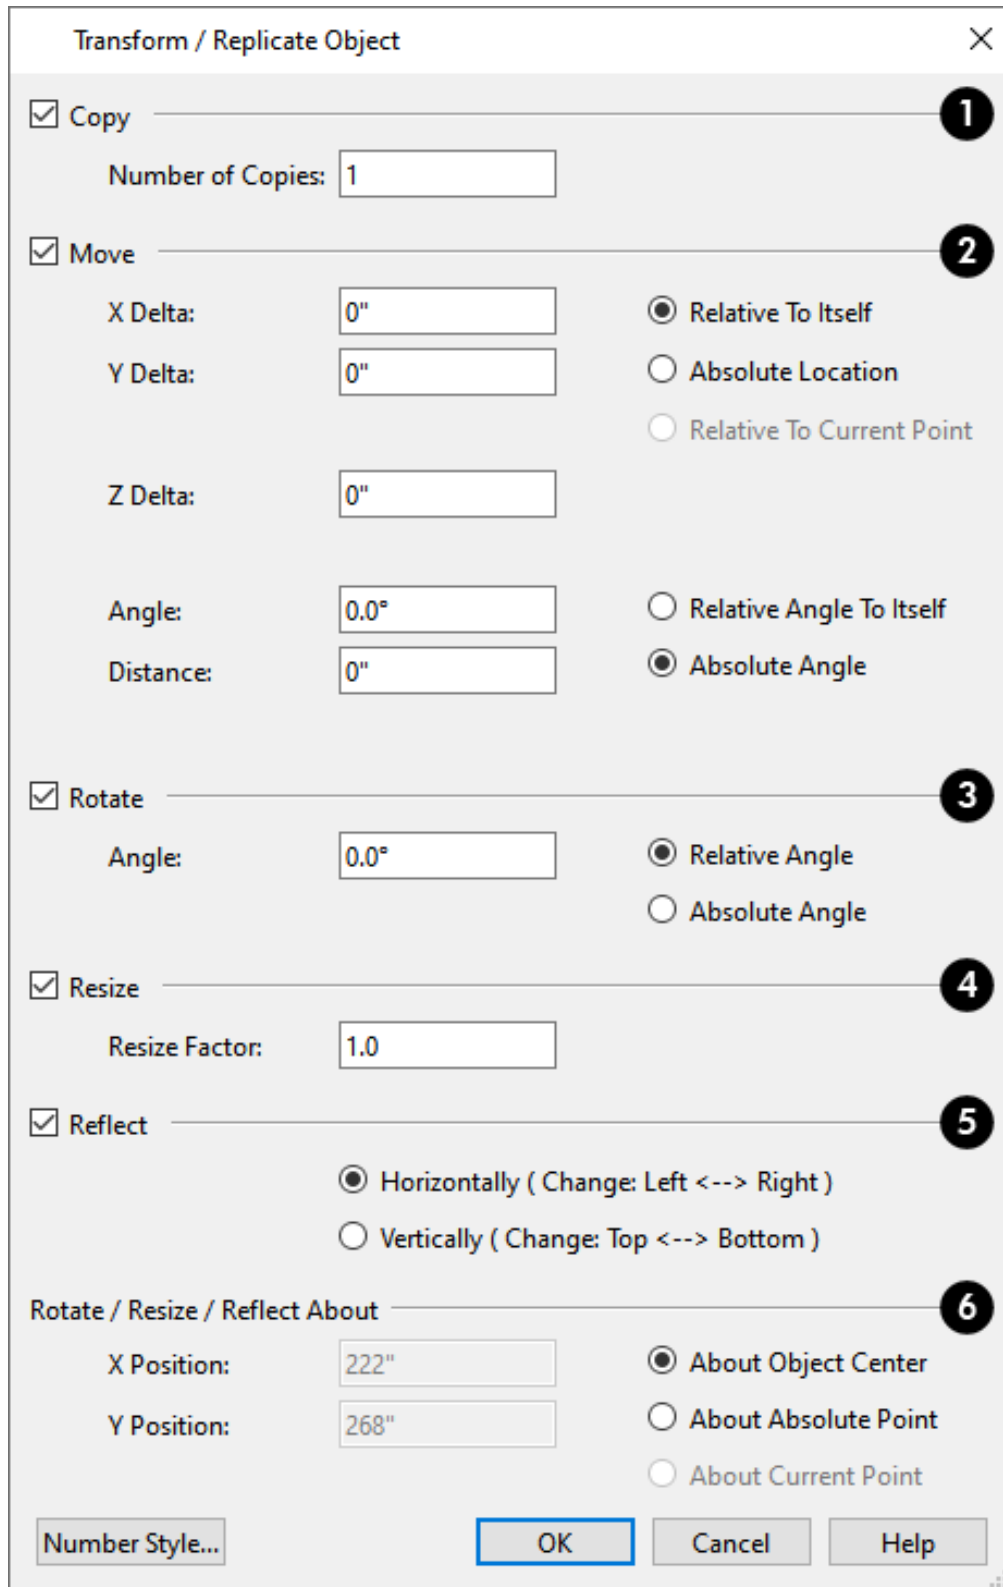 Transform / Replicate Object
Copy 1
Number of Copies: 1
Move 2
X Delta: 0" Relative To Itself
Y Delta: 0" Absolute Location
Relative To Current Point
Z Delta: 0"
Angle: 0.0° Relative Angle To Itself
Distance: 0" Absolute Angle
Rotate 3
Angle: 0.0° Relative Angle
Absolute Angle
Resize 4
Resize Factor: 1.0
Reflect 5
Horizontally ( Change: Left <--> Right )
Vertically ( Change: Top <--> Bottom )
Rotate / Resize / Reflect About 6
X Position: 222" About Object Center
Y Position: 268" About Absolute Point
About Current Point
Number Style... OK Cancel Help